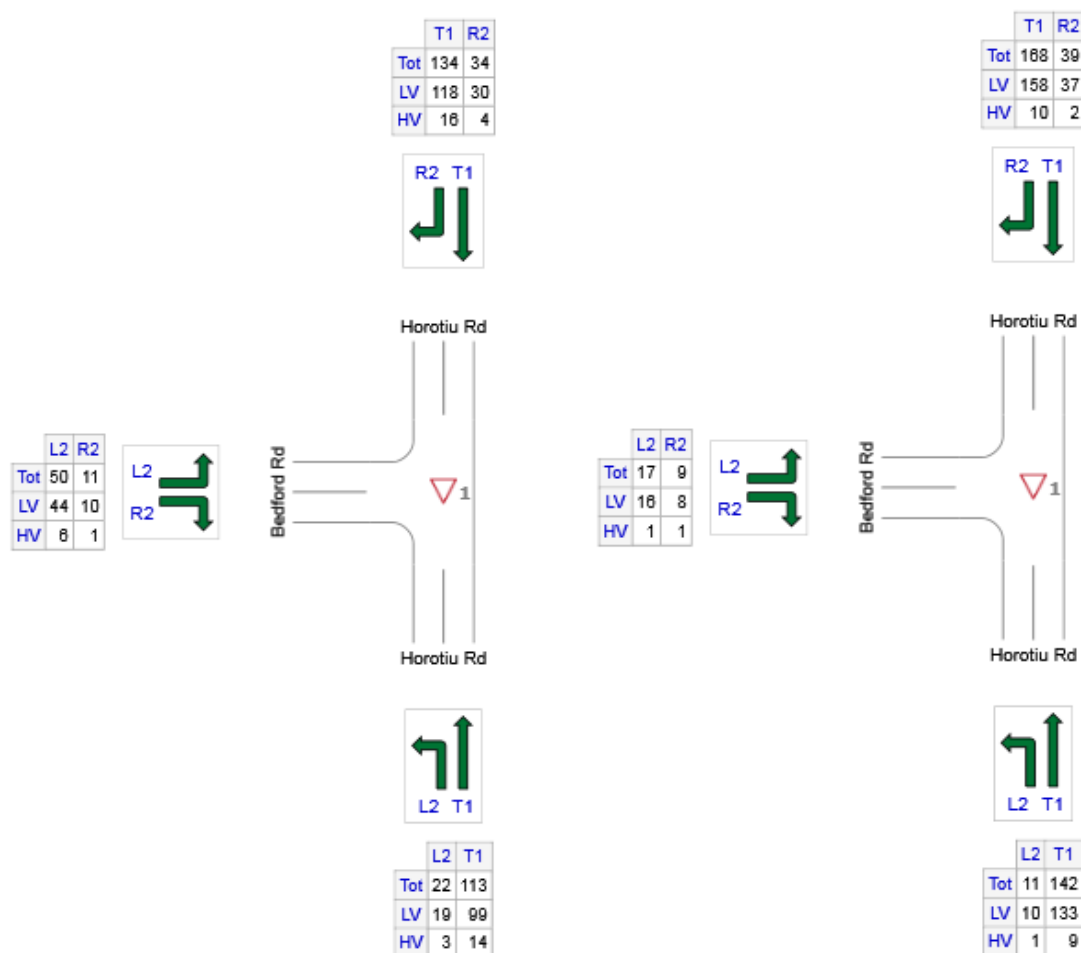 T1 R2
Tot 134 34
LV 118 30
HV 16 4
R2 T1
Horotiu Rd
L2 R2
Tot 50 11
LV 44 10
HV 6 1
L2
R2
Bedford Rd
1
Horotiu Rd
L2 T1
L2 T1
Tot 22 113
LV 19 99
HV 3 14
T1 R2
Tot 168 39
LV 158 37
HV 10 2
R2 T1
Horotiu Rd
L2 R2
Tot 17 9
LV 16 8
HV 1 1
L2
R2
Bedford Rd
1
Horotiu Rd
L2 T1
L2 T1
Tot 11 142
LV 10 133
HV 1 9